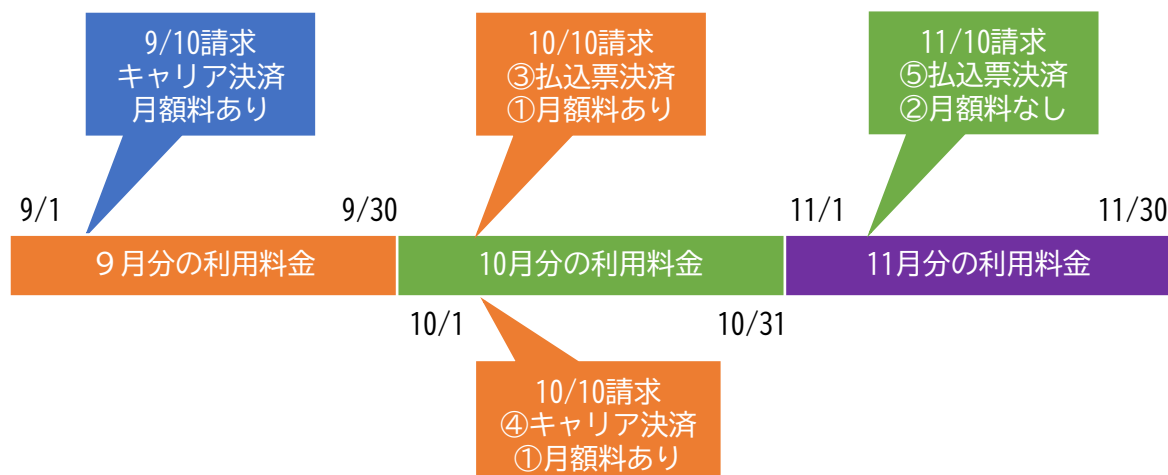 9/10請求
キャリア決済
月額料あり
10/10請求
③払込票決済
①月額料あり
11/10請求
⑤払込票決済
②月額料なし
9/1
9/30
11/1
11/30
９月分の利用料金
10月分の利用料金
11月分の利用料金
10/1
10/31
10/10請求
④キャリア決済
①月額料あり